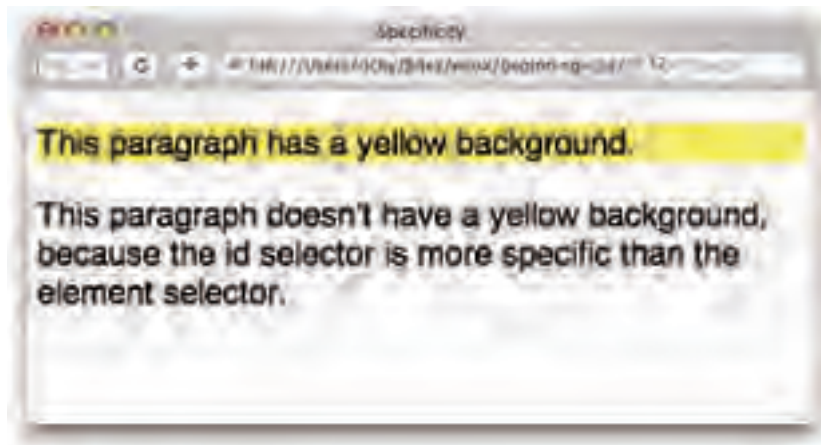 Specificity
This paragraph has a yellow background.
This paragraph doesn't have a yellow background,
because the id selector is more specific than the
element selector.